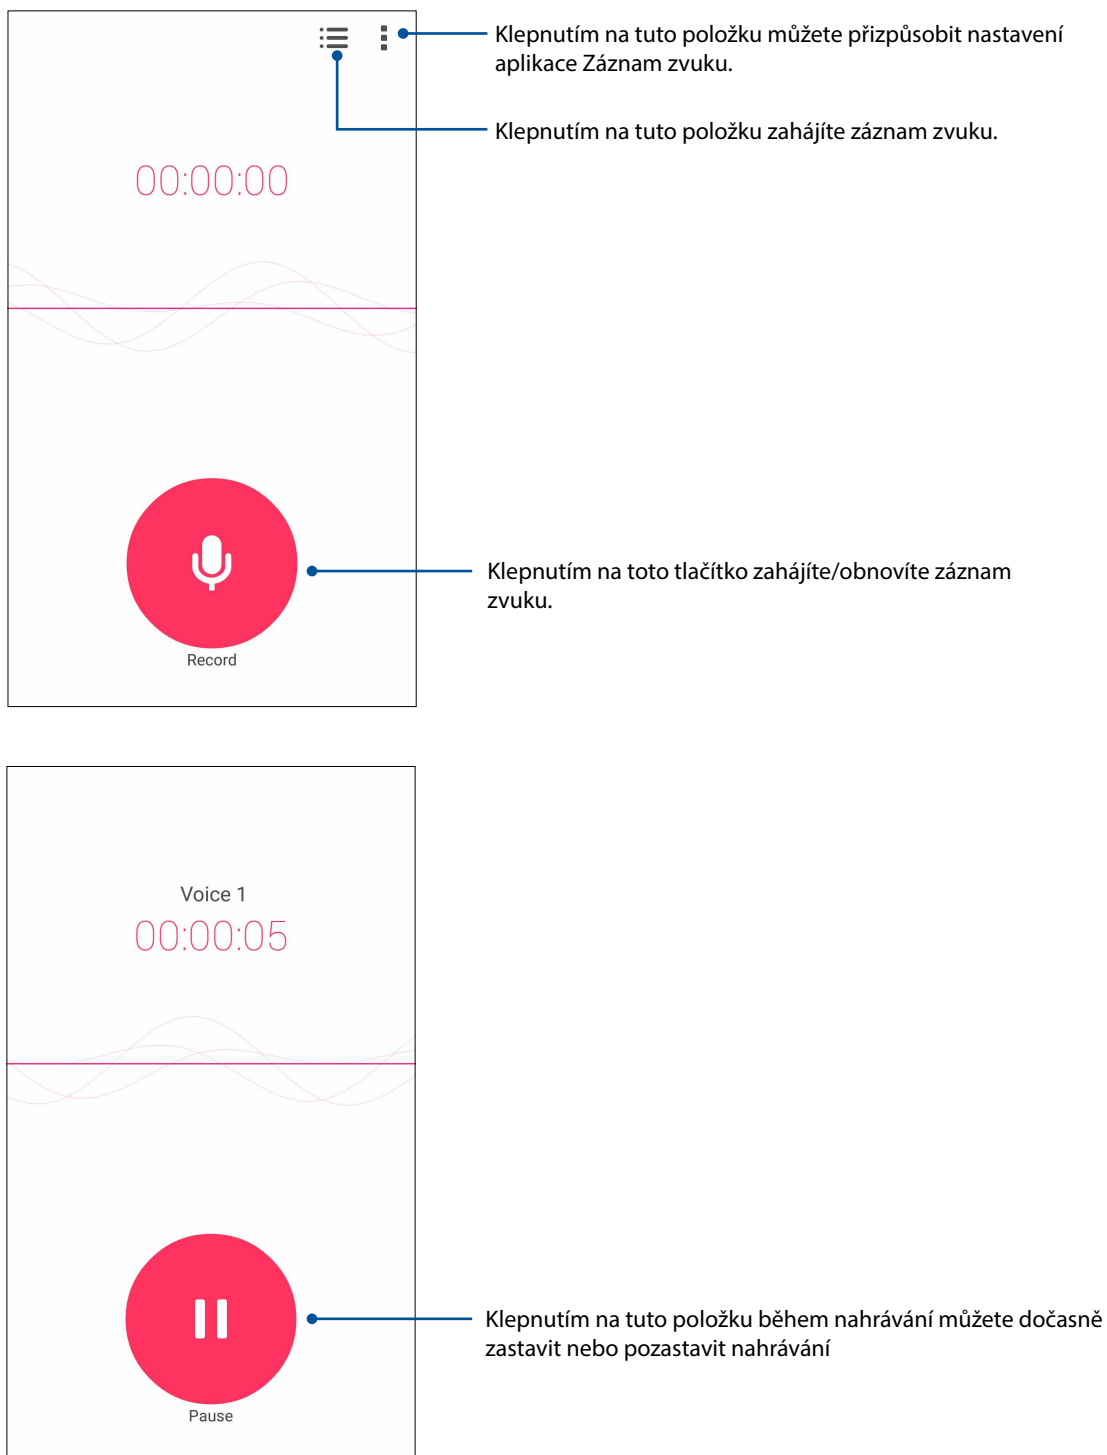 Klepnutím na tuto položku můžete přizpůsobit nastavení
aplikace Záznam zvuku.
Klepnutím na tuto položku zahájíte záznam zvuku.
00:00:00
Klepnutím na toto tlačítko zahájíte/obnovíte záznam
zvuku.
Record
Voice 1
00:00:05
Klepnutím na tuto položku během nahrávání můžete dočasně
zastavit nebo pozastavit nahrávání
Pause